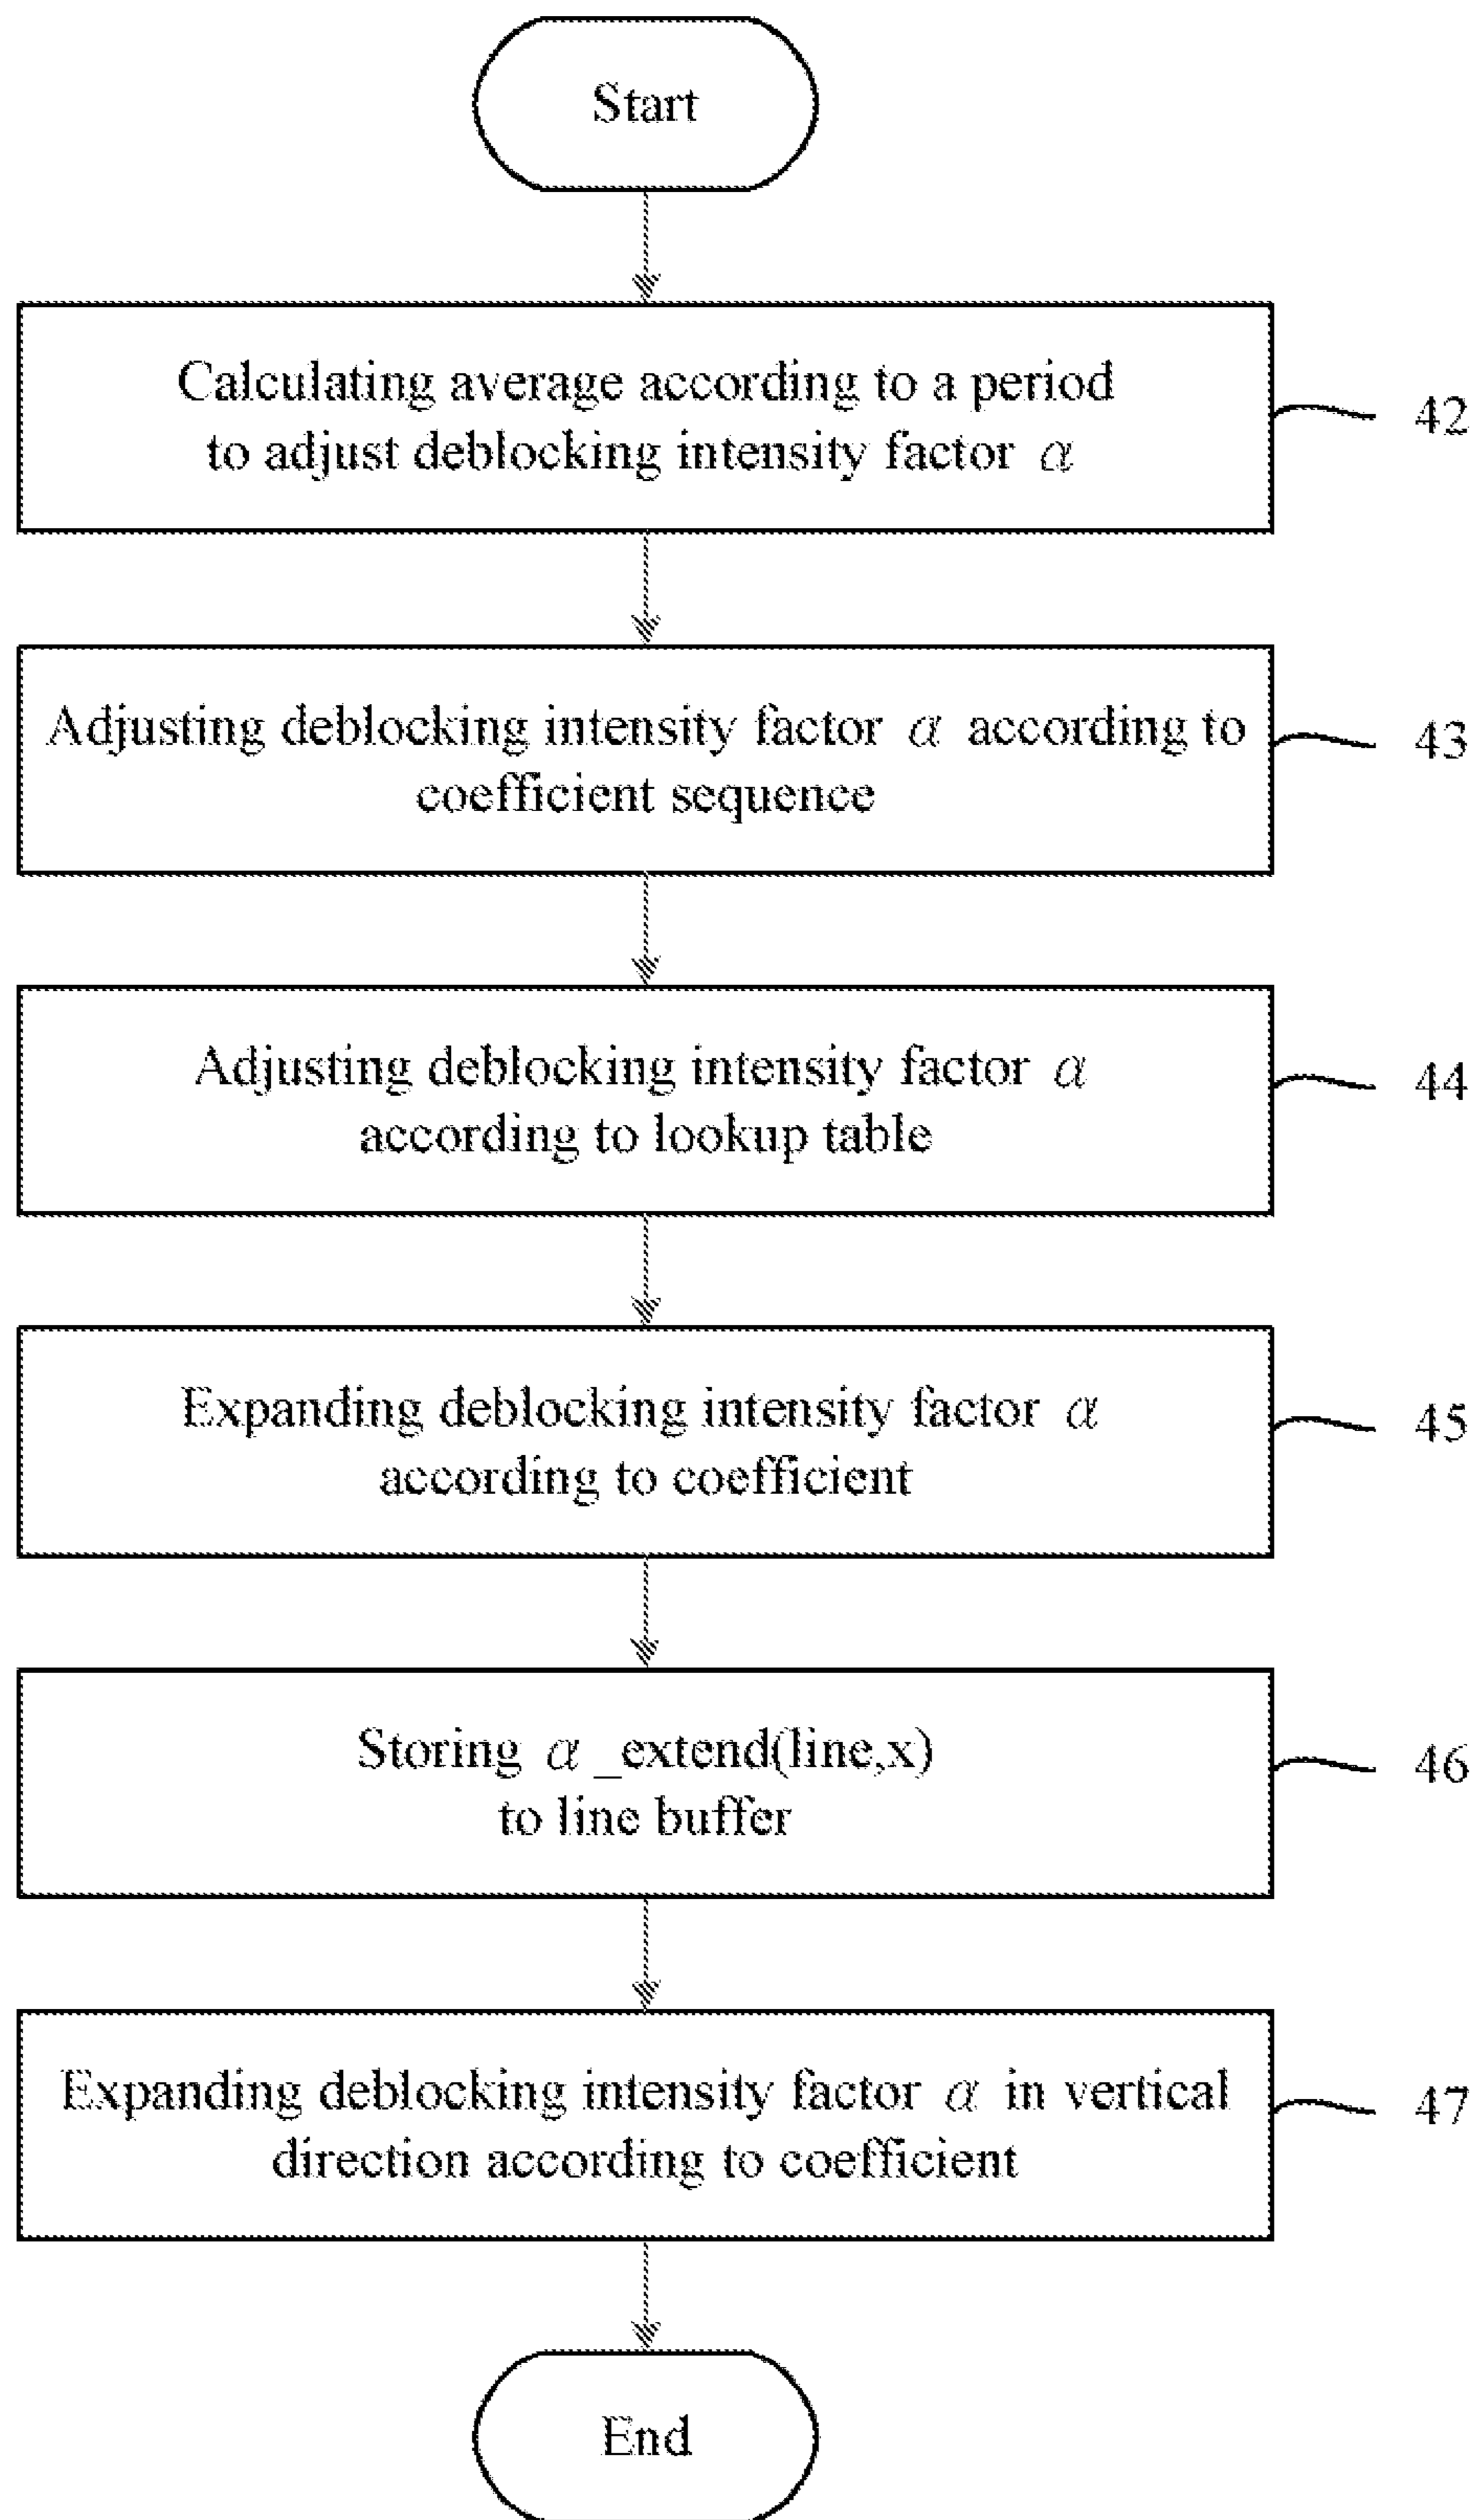 Start
Calculating average according to a period
to adjust deblocking intensity factor α
42
Adjusting deblocking intensity factor α according to
coefficient sequence
43
Adjusting deblocking intensity factor α
according to lookup table
44
Expanding deblocking intensity factor α
according to coefficient
45
Storing α_extend(line,x)
to line buffer
46
Expanding deblocking intensity factor α in vertical
direction according to coefficient
47
End